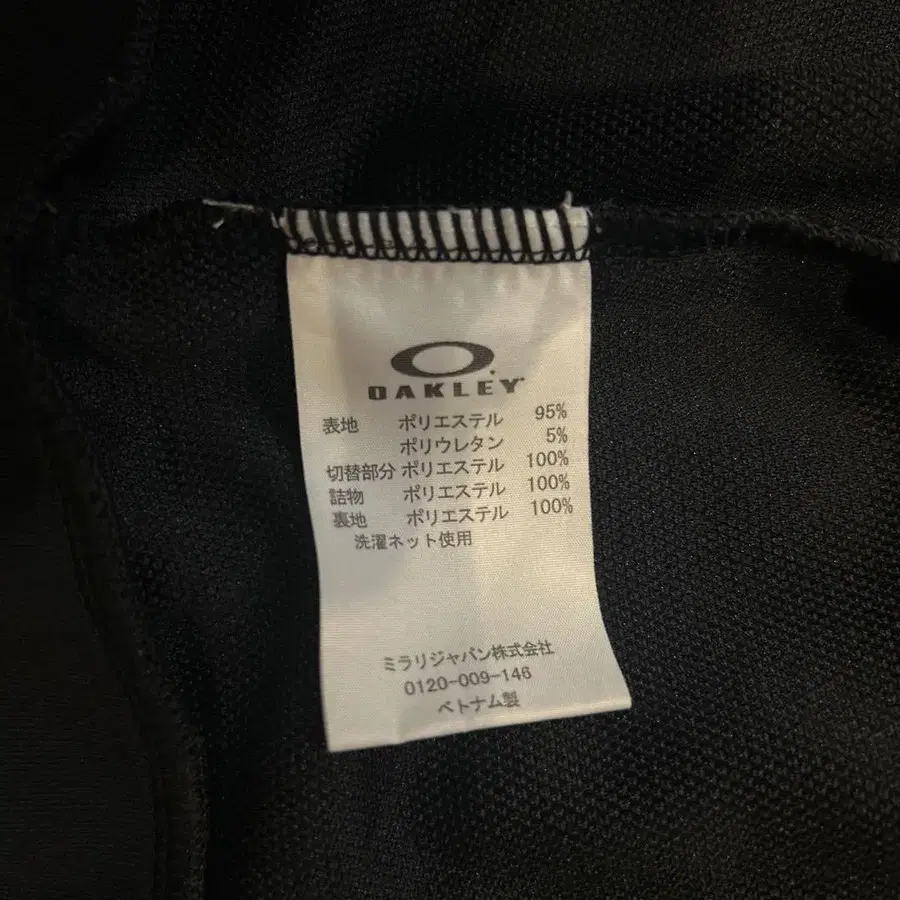 OAKLEY
表地 ポリエステル 95%
ポリウレタン 5%
切替部分 ポリエステル 100%
詰物 ポリエステル 100%
裏地 ポリエステル 100%
洗濯ネット使用
ミラリジャパン株式会社
0120-009-146
ベトナム製